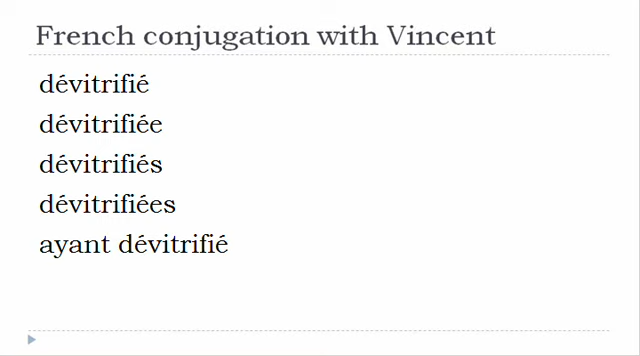 French conjugation with Vincent
dévitrifié
dévitrifiée
dévitrifiés
dévitrifiées
ayant dévitrifié